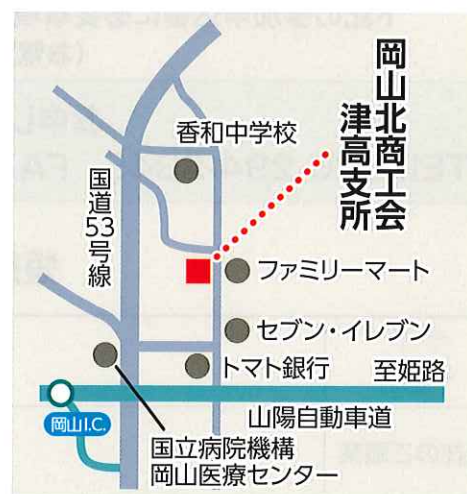 岡山北商工会
津高支所
香和中学校
国道53号線
ファミリーマート
セブン・イレブン
トマト銀行
至姫路
岡山I.C.
山陽自動車道
国立病院機構
岡山医療センター